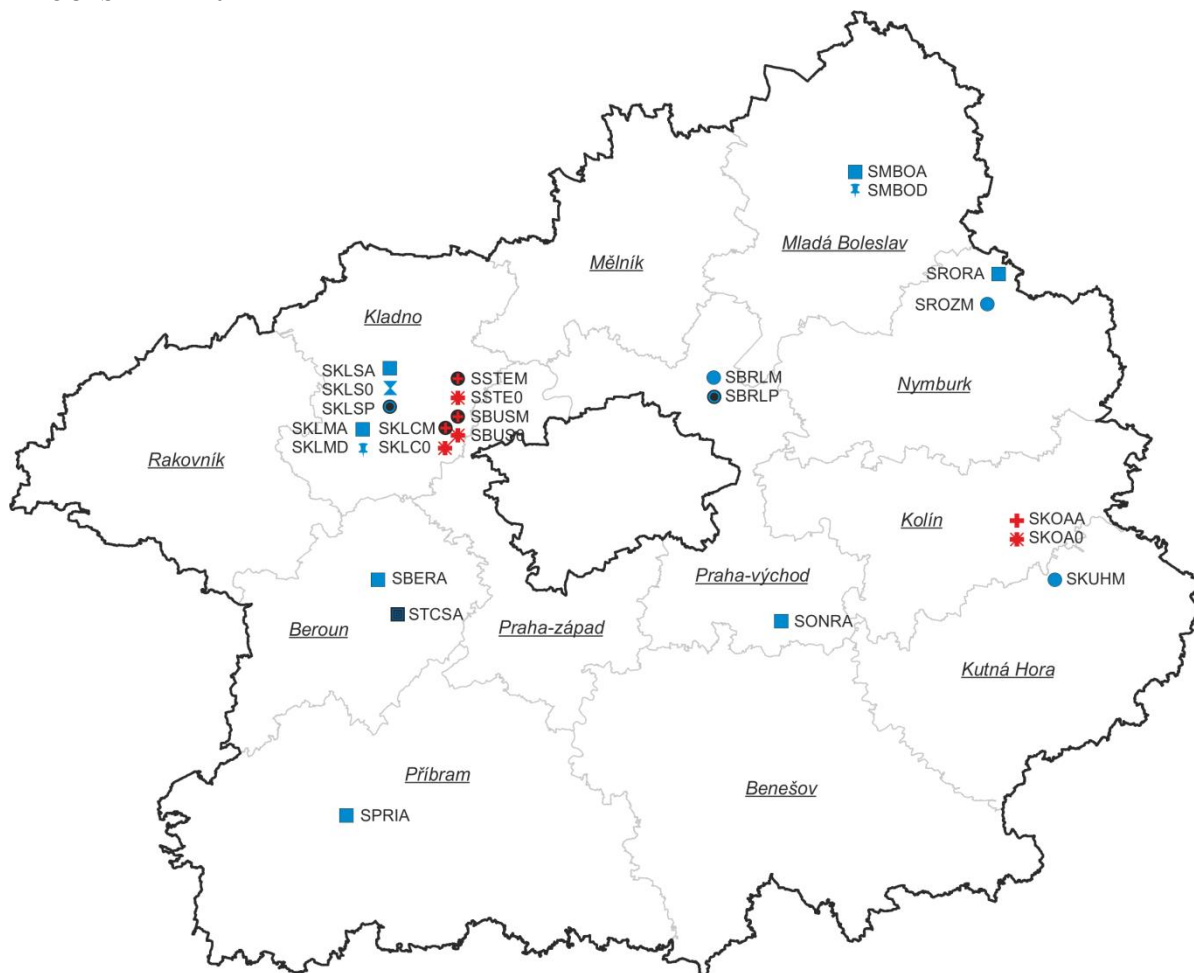 SMBOA
SMBOD
Mladá Boleslav
Mělník
SRORA
SROZM
Kladno
SKLSA
SKLS0
SKLSP
SSTEM
SSTE0
SBUSM
SBUS0
SBRLM
SBRLP
Nymburk
SKLMA SKLCM
SKLMD SKLC0
Rakovník
Kolín
SKOAA
SKOA0
SKUHM
SBERA
STCSA
Beroun
Praha-západ
Praha-východ
SONRA
Kutná Hora
Příbram
SPRIA
Benešov